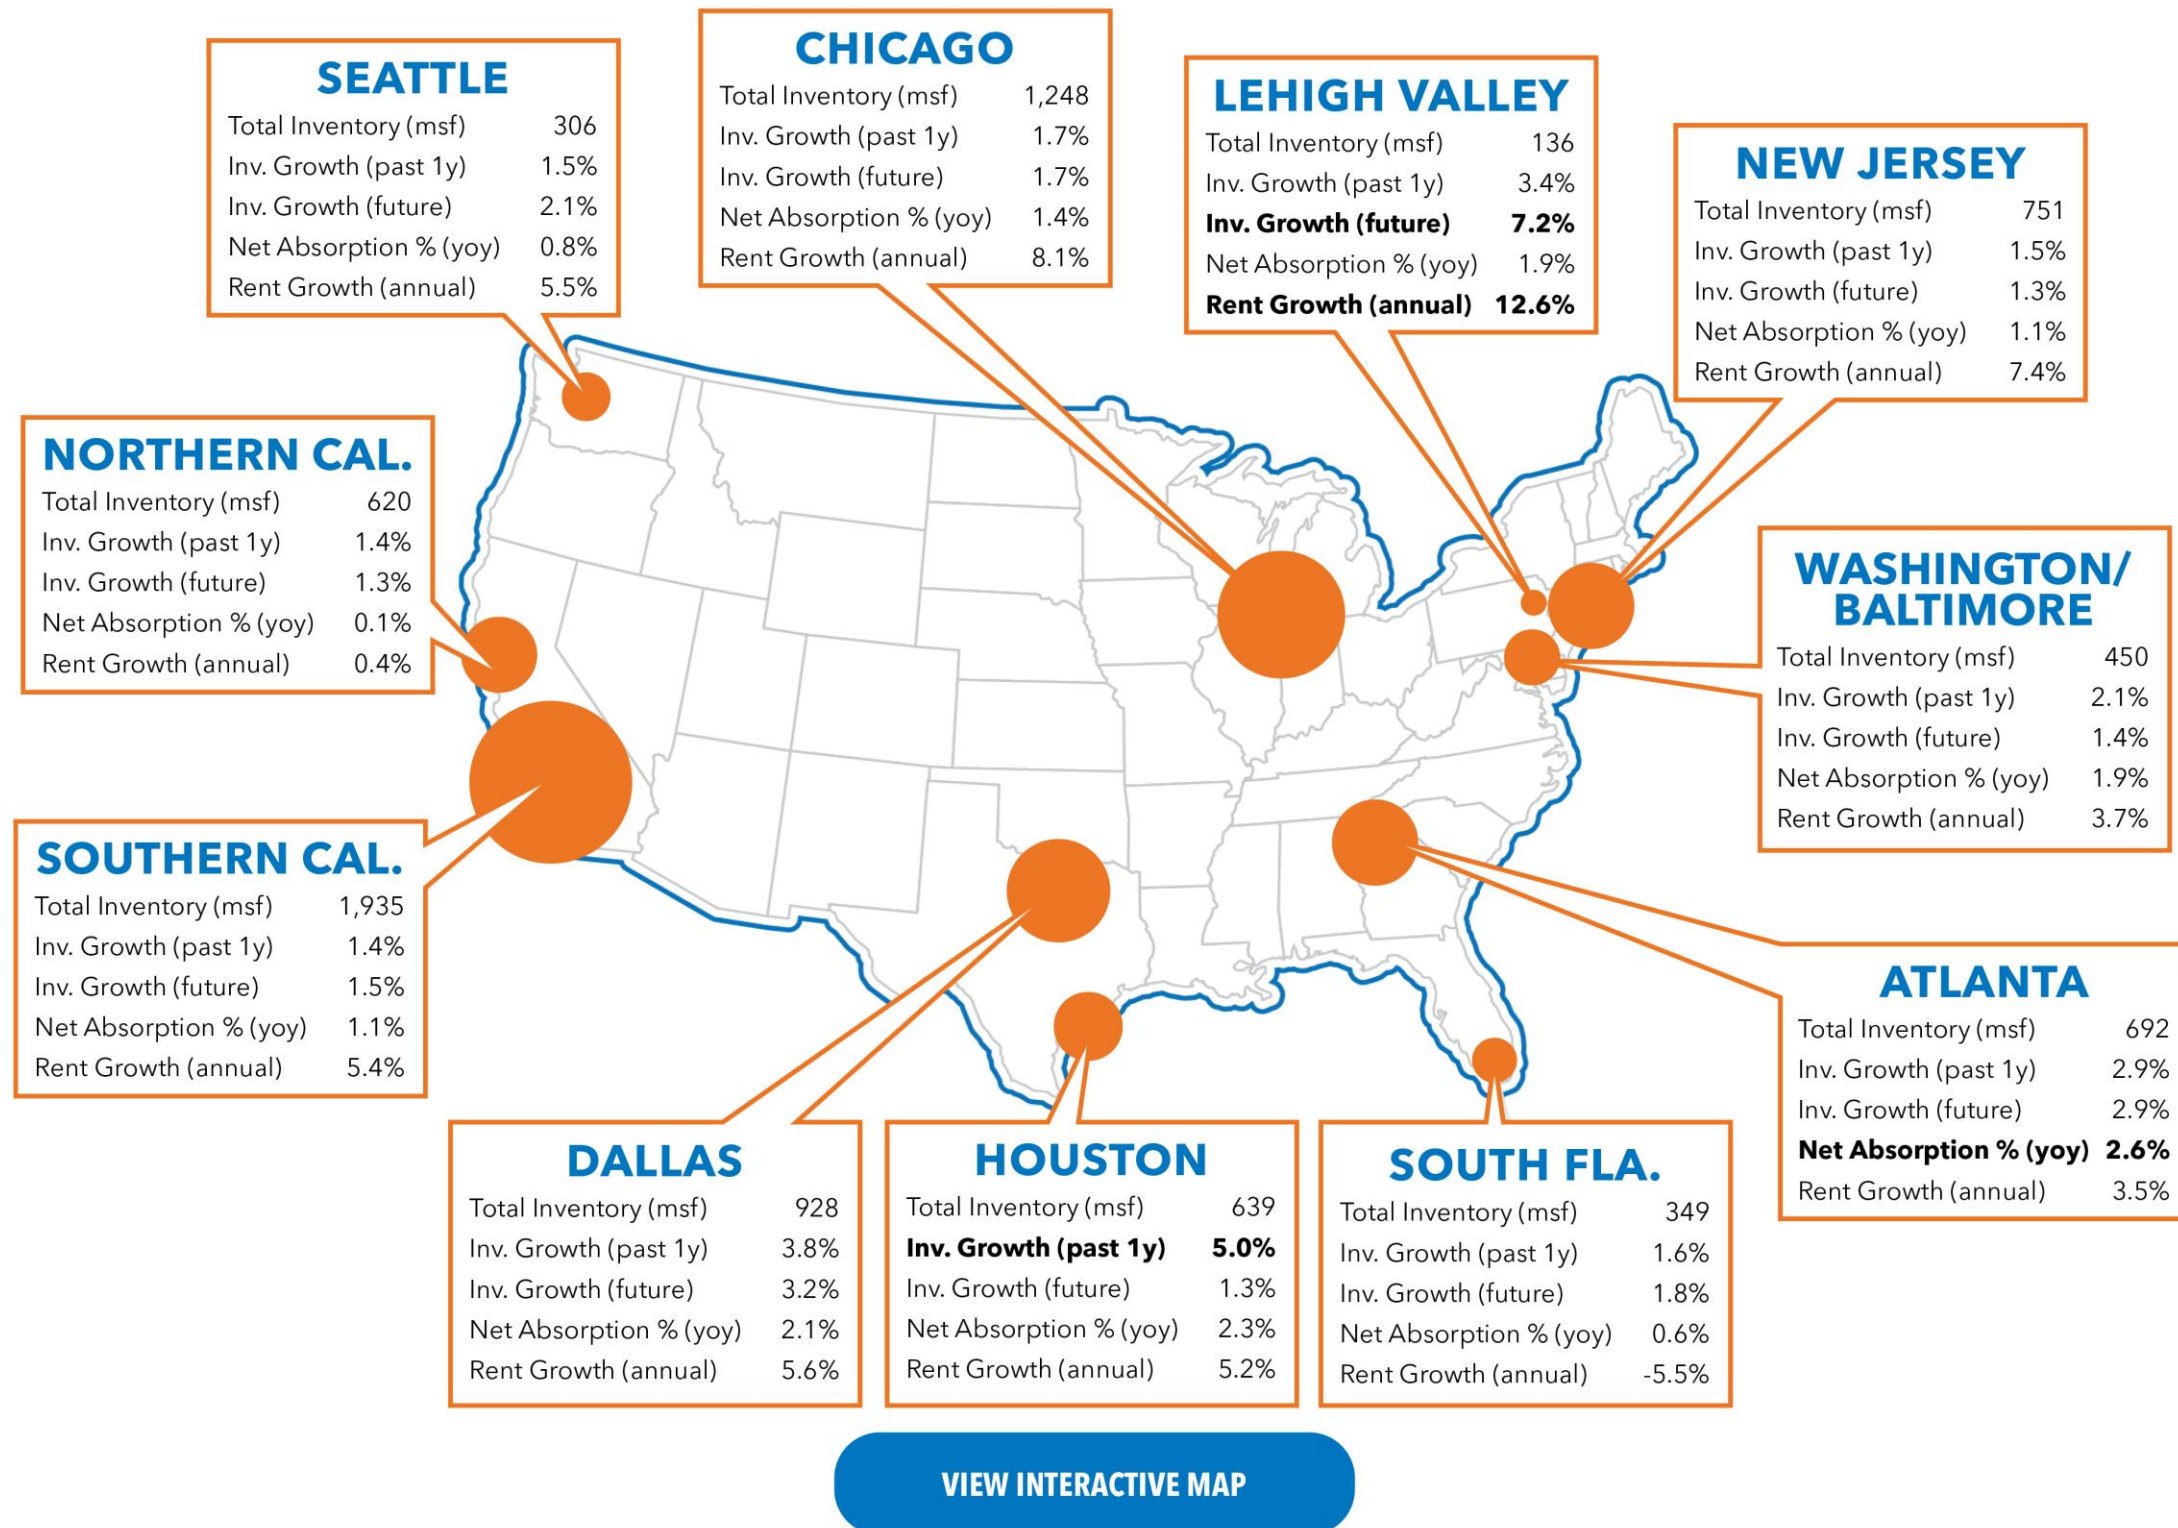 SEATTLE
Total Inventory (msf) 306
Inv. Growth (past 1y) 1.5%
Inv. Growth (future) 2.1%
Net Absorption % (yoy) 0.8%
Rent Growth (annual) 5.5%
CHICAGO
Total Inventory (msf) 1,248
Inv. Growth (past 1y) 1.7%
Inv. Growth (future) 1.7%
Net Absorption % (yoy) 1.4%
Rent Growth (annual) 8.1%
LEHIGH VALLEY
Total Inventory (msf) 136
Inv. Growth (past 1y) 3.4%
Inv. Growth (future) 7.2%
Net Absorption % (yoy) 1.9%
Rent Growth (annual) 12.6%
NEW JERSEY
Total Inventory (msf) 751
Inv. Growth (past 1y) 1.5%
Inv. Growth (future) 1.3%
Net Absorption % (yoy) 1.1%
Rent Growth (annual) 7.4%
NORTHERN CAL.
Total Inventory (msf) 620
Inv. Growth (past 1y) 1.4%
Inv. Growth (future) 1.3%
Net Absorption % (yoy) 0.1%
Rent Growth (annual) 0.4%
WASHINGTON/
BALTIMORE
Total Inventory (msf) 450
Inv. Growth (past 1y) 2.1%
Inv. Growth (future) 1.4%
Net Absorption % (yoy) 1.9%
Rent Growth (annual) 3.7%
SOUTHERN CAL.
Total Inventory (msf) 1,935
Inv. Growth (past 1y) 1.4%
Inv. Growth (future) 1.5%
Net Absorption % (yoy) 1.1%
Rent Growth (annual) 5.4%
ATLANTA
Total Inventory (msf) 692
Inv. Growth (past 1y) 2.9%
Inv. Growth (future) 2.9%
Net Absorption % (yoy) 2.6%
Rent Growth (annual) 3.5%
DALLAS
Total Inventory (msf) 928
Inv. Growth (past 1y) 3.8%
Inv. Growth (future) 3.2%
Net Absorption % (yoy) 2.1%
Rent Growth (annual) 5.6%
HOUSTON
Total Inventory (msf) 639
Inv. Growth (past 1y) 5.0%
Inv. Growth (future) 1.3%
Net Absorption % (yoy) 2.3%
Rent Growth (annual) 5.2%
SOUTH FLA.
Total Inventory (msf) 349
Inv. Growth (past 1y) 1.6%
Inv. Growth (future) 1.8%
Net Absorption % (yoy) 0.6%
Rent Growth (annual) -5.5%
VIEW INTERACTIVE MAP